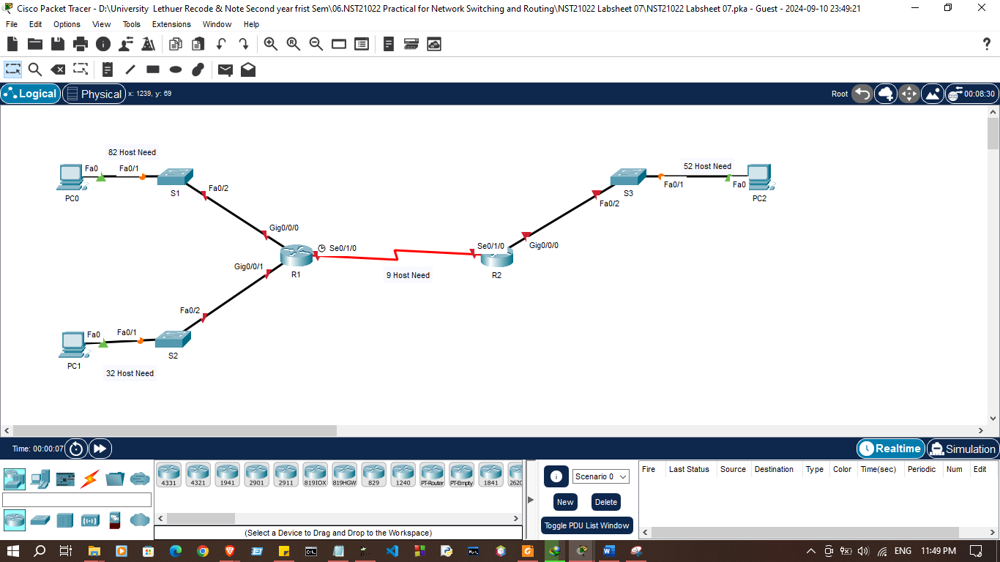 Cisco Packet Tracer - D:\University  Lethuer Recode & Note Second year frist Sem\06.NST21022 Practical for Network Switching and Routing\NST21022 Labsheet 07\NST21022 Labsheet 07.pka - Guest - 2024-09-10 23:49:21
File Edit Options View Tools Extensions Window Help
Logical Physical x: 1239, y: 69 Root 00:08:30
82 Host Need
Fa0 Fa0/1
PC0
S1
Fa0/2
52 Host Need
S3
Fa0/1
Fa0
PC2
Fa0/2
Gig0/0/0
Se0/1/0
Se0/1/0
Gig0/0/0
Gig0/0/1
R1
9 Host Need
R2
Fa0/2
Fa0 Fa0/1
PC1
S2
32 Host Need
Time: 00:00:07 Realtime Simulation
4331 4321 1941 2901 2911 819IOX 819HGW 829 1240 PT-Router PT-Empty 1841 2620
Scenario 0
New Delete
Toggle PDU List Window
Fire Last Status Source Destination Type Color Time(sec) Periodic Num Edit
(Select a Device to Drag and Drop to the Workspace)
ENG 11:49 PM